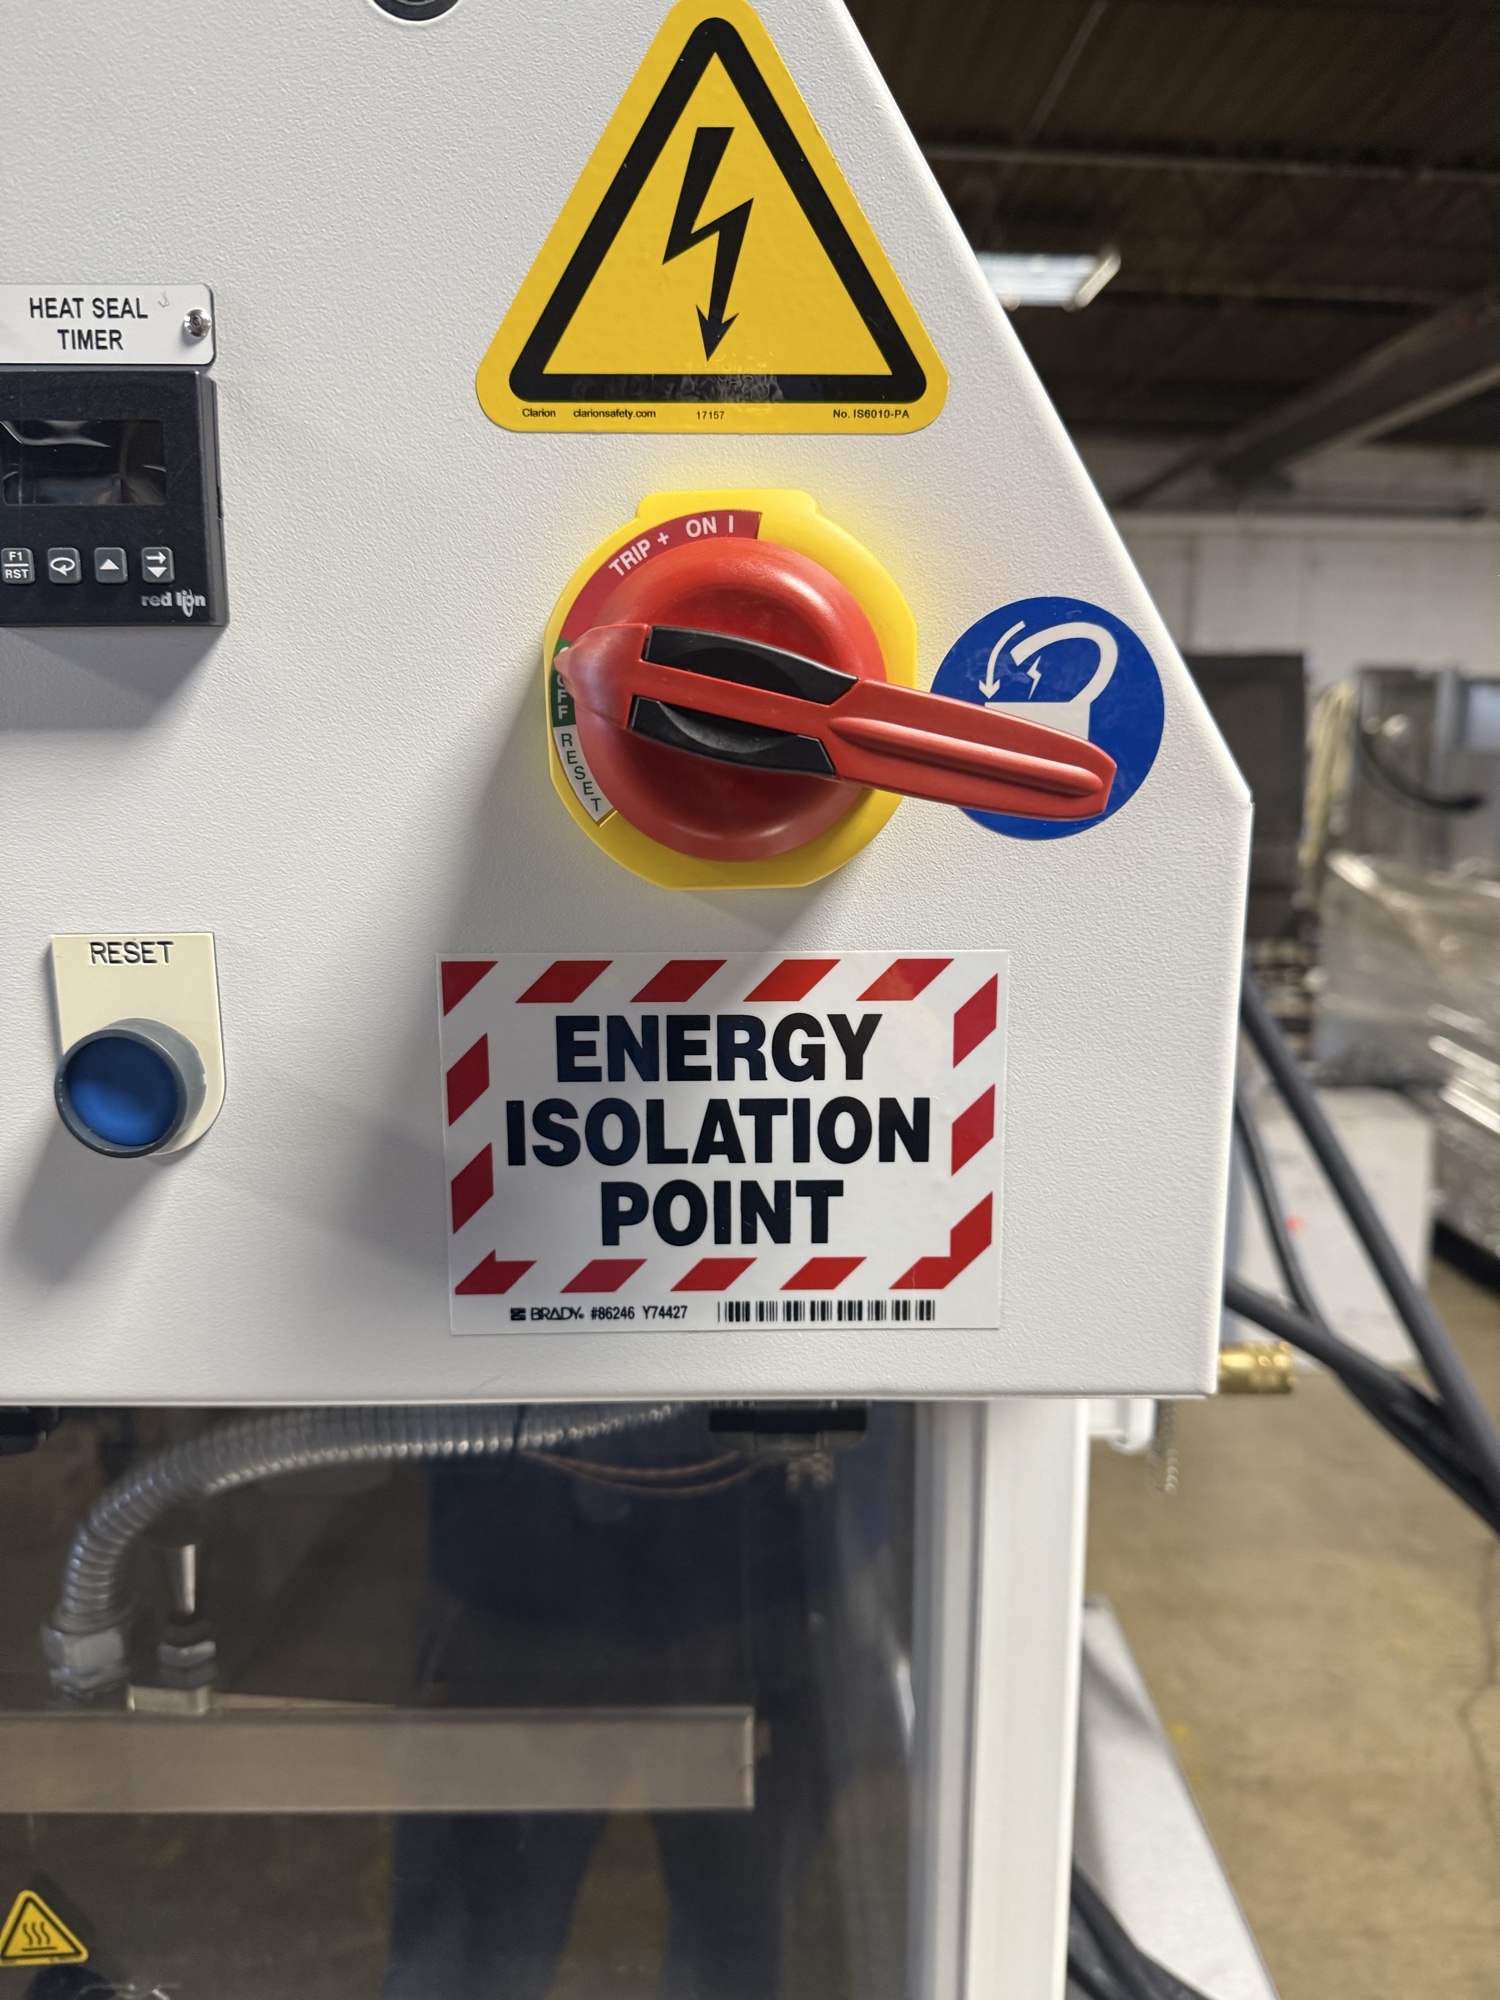 HEAT SEAL
TIMER
Clarion clarionsafety.com 17157 No. IS6010-PA
TRIP + ON I
OFF
RESET
F1
RST
red lion
RESET
ENERGY
ISOLATION
POINT
BRADY® #86246 Y74427